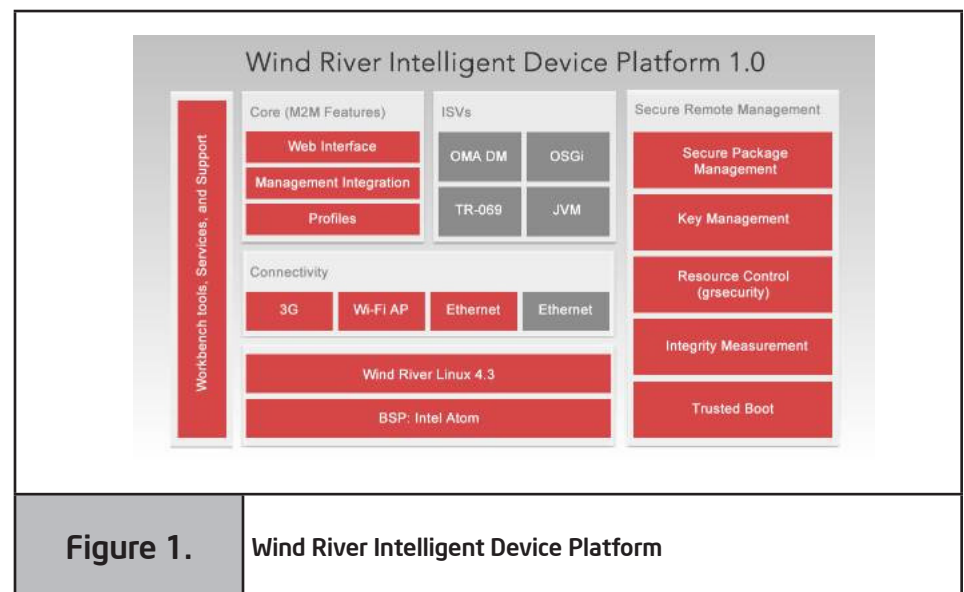 Wind River Intelligent Device Platform 1.0
Workbench tools, Services, and Support
Core (M2M Features)
Web Interface
Management Integration
Profiles
ISVs
OMA DM
OSGi
TR-069
JVM
Connectivity
3G
Wi-Fi AP
Ethernet
Ethernet
Wind River Linux 4.3
BSP: Intel Atom
Secure Remote Management
Secure Package
Management
Key Management
Resource Control
(grsecurity)
Integrity Measurement
Trusted Boot
Figure 1.
Wind River Intelligent Device Platform